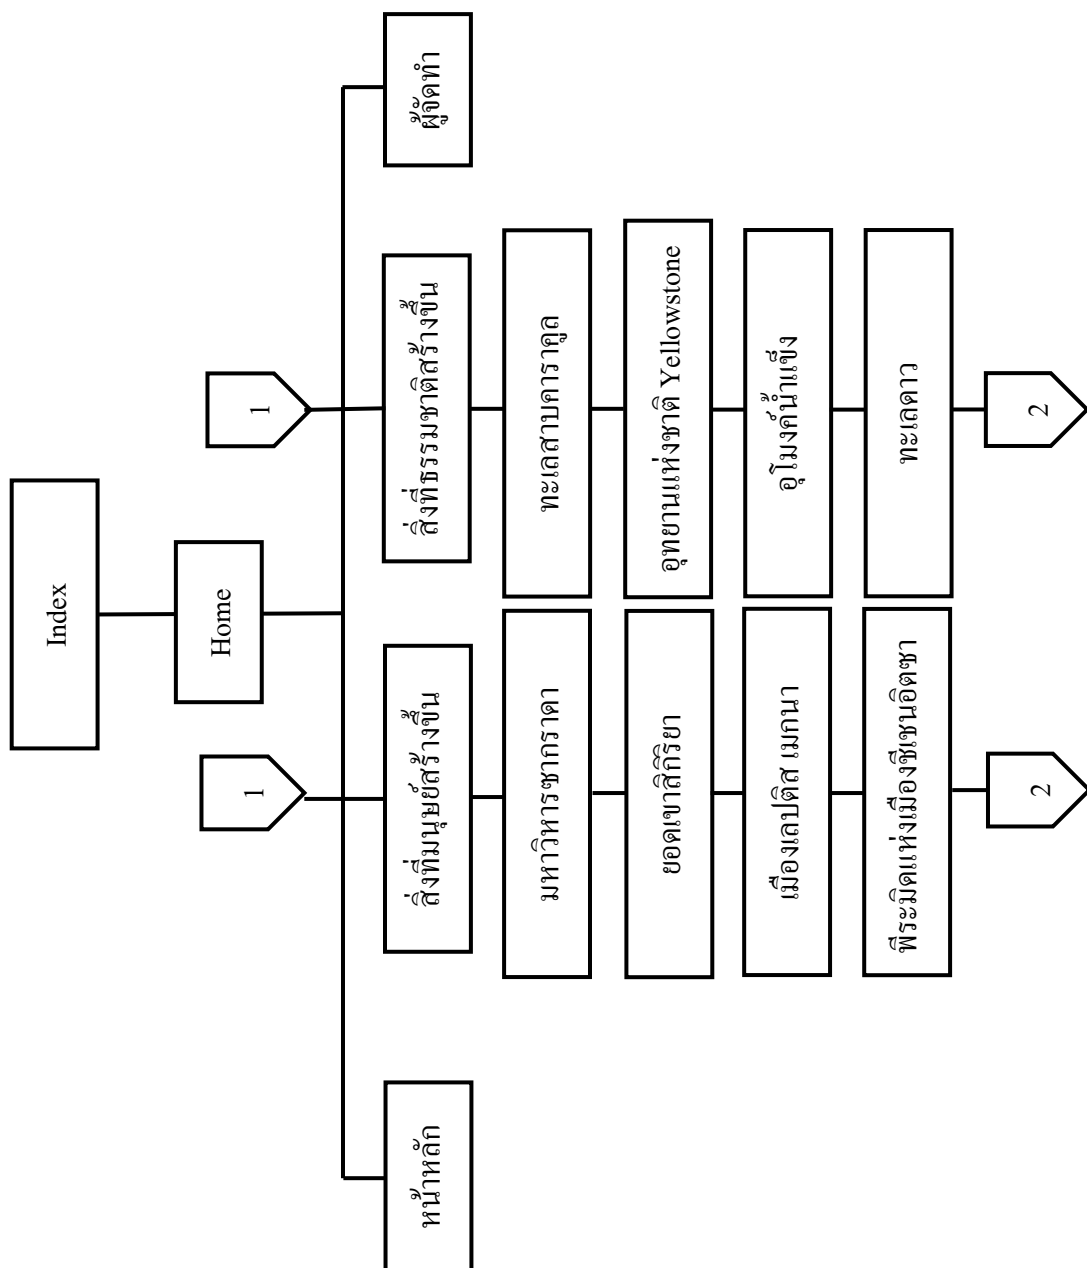 Index
Home
1
1
หน้าหลัก
สิ่งที่มนุษย์สร้างขึ้น
สิ่งที่ธรรมชาติสร้างขึ้น
ผู้จัดทำ
มหาวิหารซากราดา
ทะเลสาบคาราคูล
ยอดเขาสิกิริยา
อุทยานแห่งชาติ Yellowstone
เมืองเลปติส เมกนา
อุโมงค์น้ำแข็ง
พีระมิดแห่งเมืองชีเชนอิตซา
ทะเลดาว
2
2